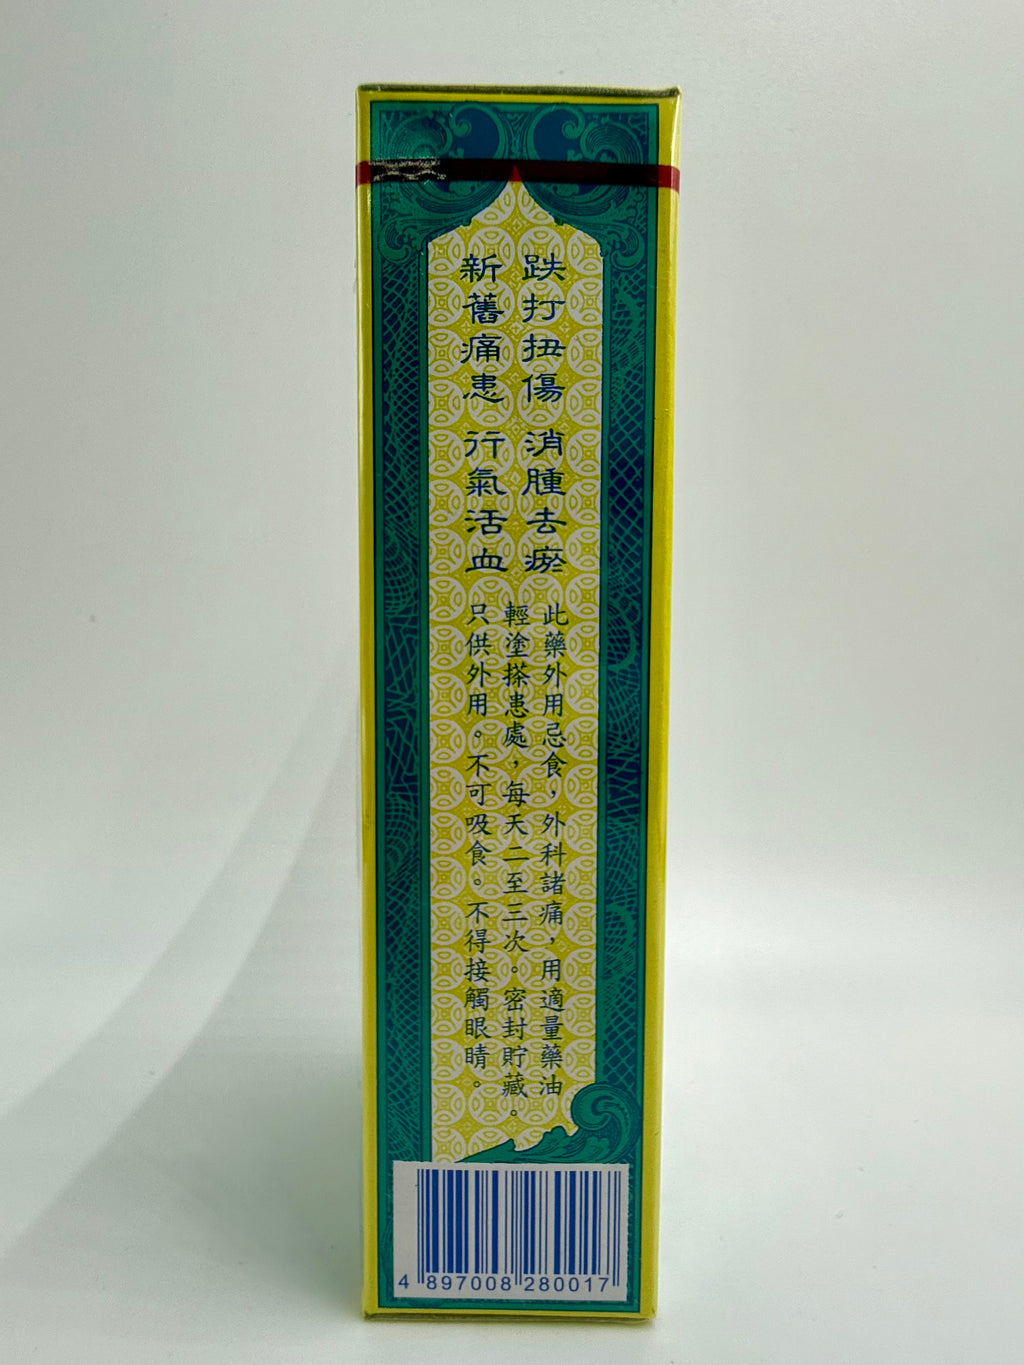 跌打扭傷 消腫去瘀
新舊痛患 行氣活血
此藥外用忌食，外科諸痛，用適量藥油
輕塗搽患處，每天二至三次。密封貯藏。
只供外用。不可吸食。不得接觸眼睛。
4 897008 280017